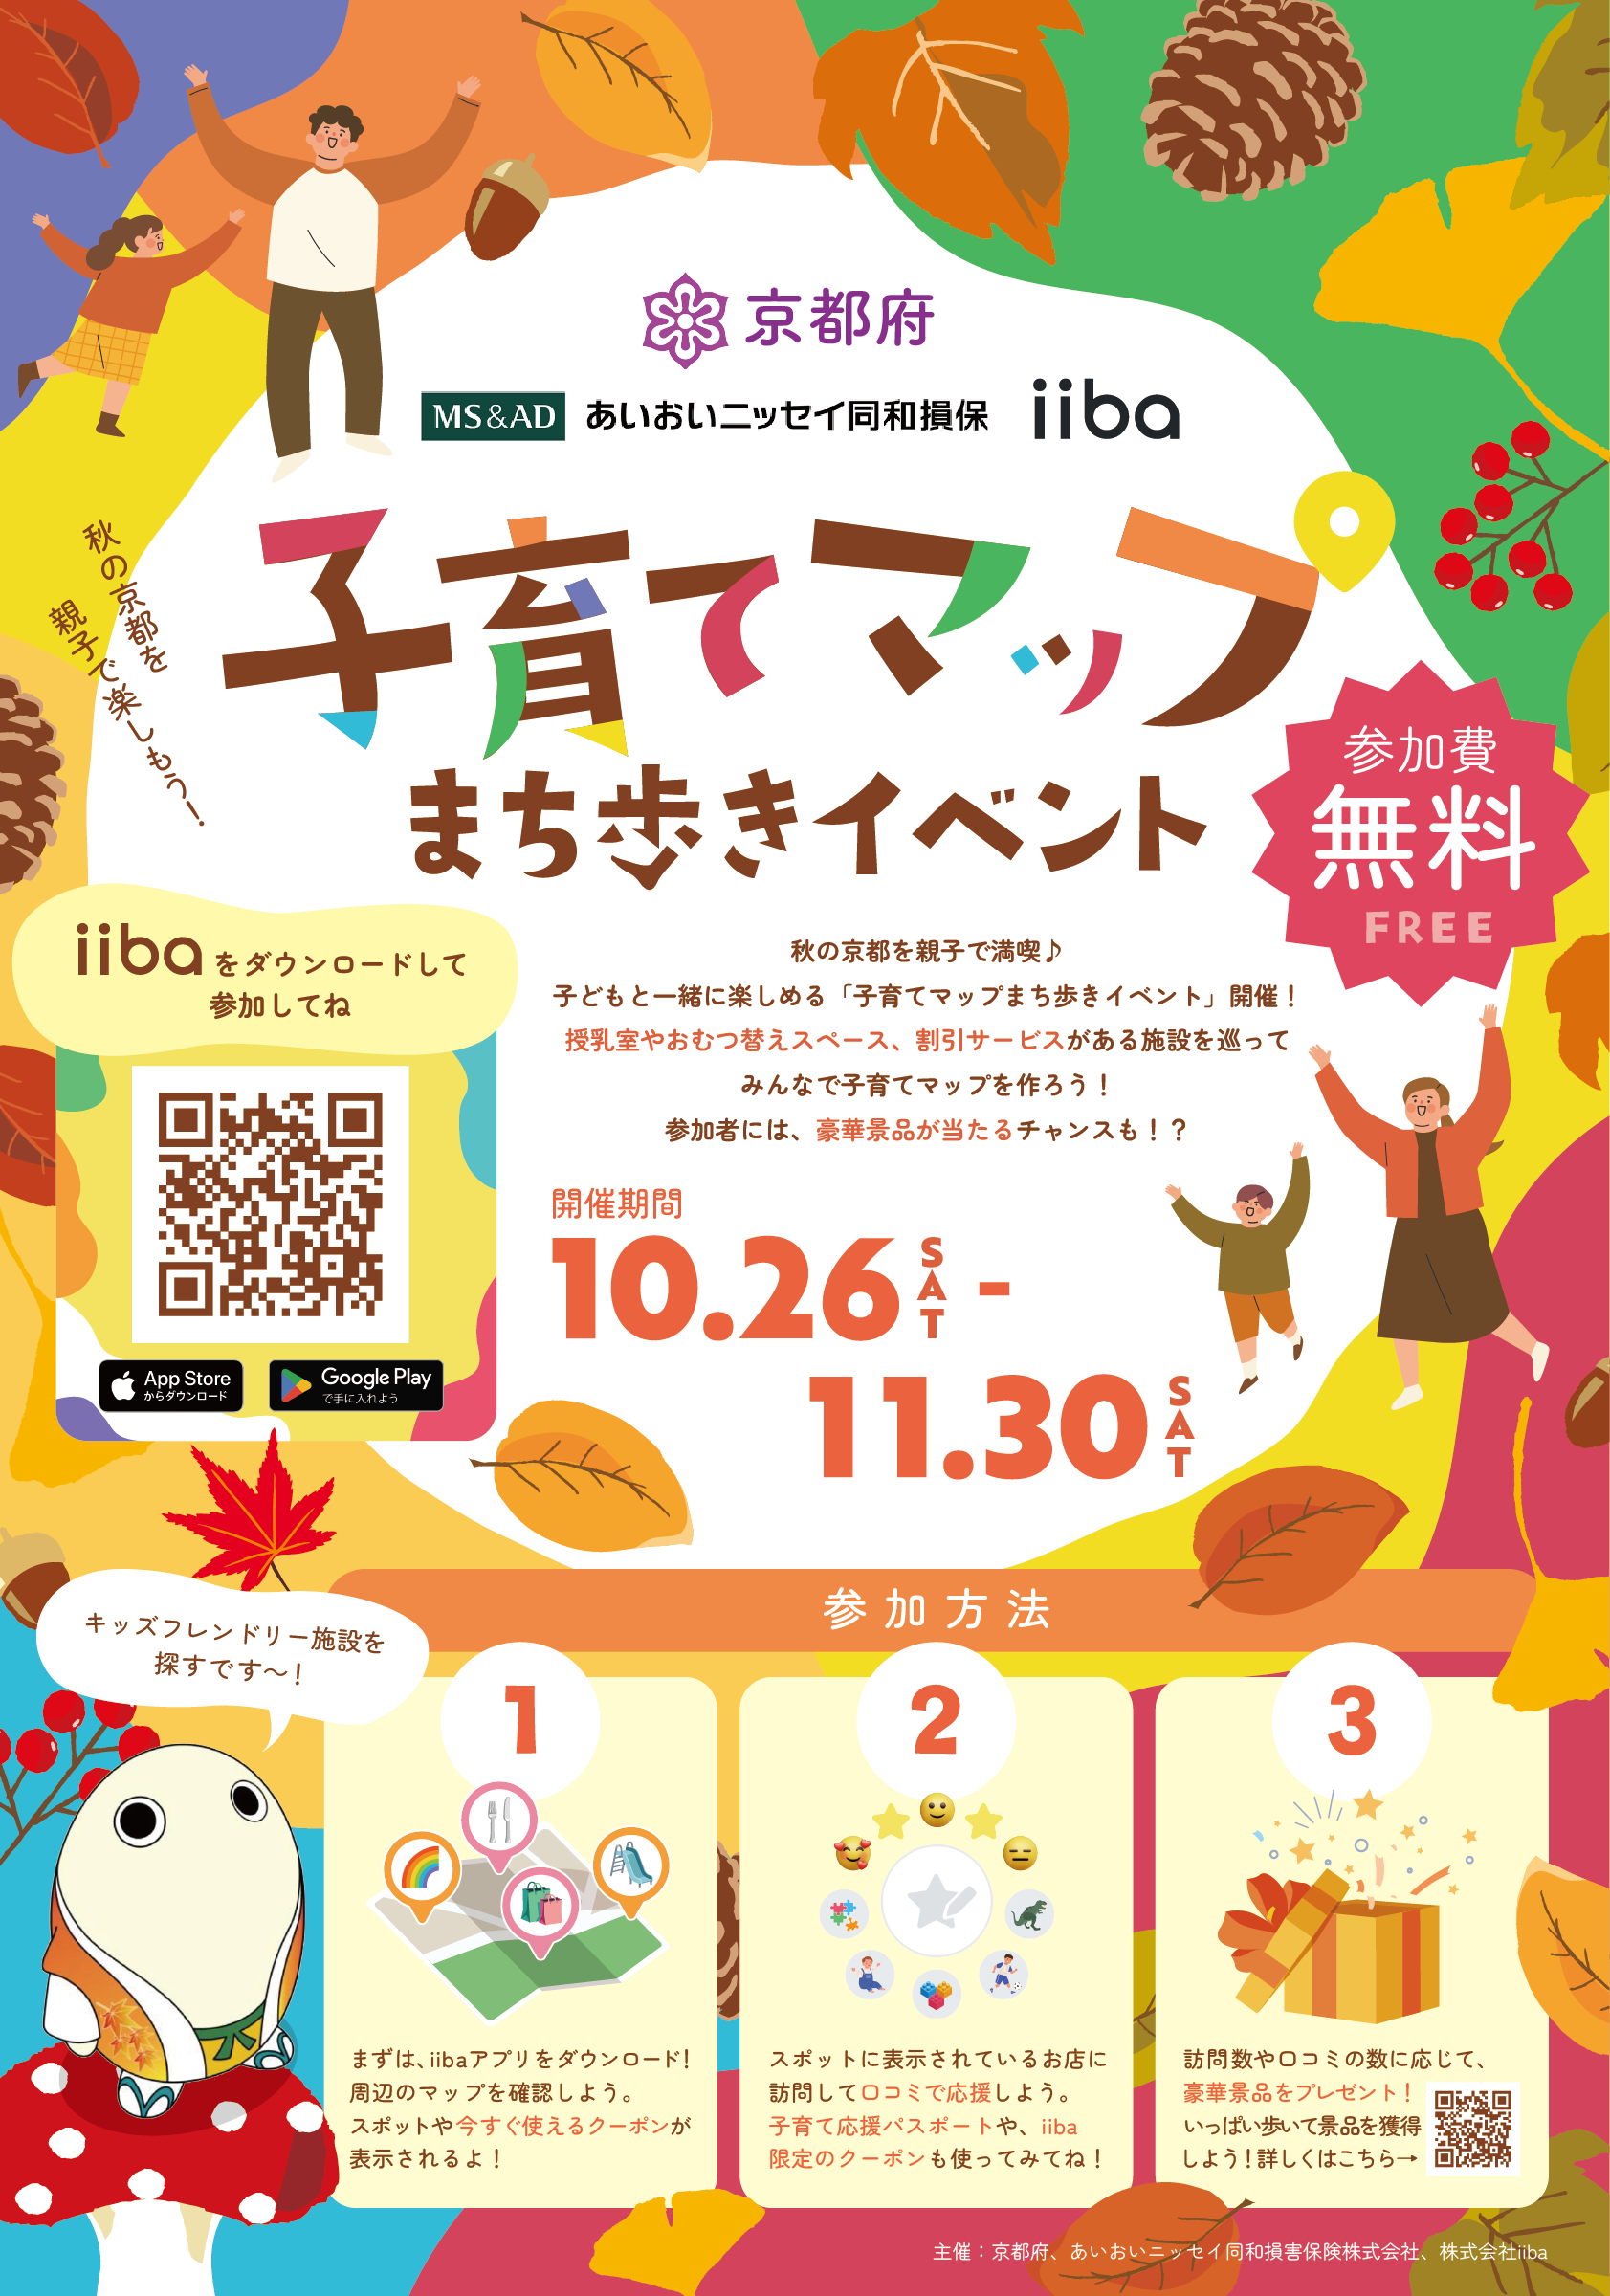 京都府
MS&AD あいおいニッセイ同和損保 iiba
秋の京都を
親子で楽しもう!
子育てマップ
まち歩きイベント
参加費
無料
FREE
iibaをダウンロードして
参加してね
App Store
からダウンロード
Google Play
で手に入れよう
秋の京都を親子で満喫♪
子どもと一緒に楽しめる「子育てマップまち歩きイベント」開催！
授乳室やおむつ替えスペース、割引サービスがある施設を巡って
みんなで子育てマップを作ろう！
参加者には、豪華景品が当たるチャンスも！？
開催期間
10.26 SAT -
11.30 SAT
参加方法
キッズフレンドリー施設を
探すです〜！
1
まずは、iibaアプリをダウンロード！
周辺のマップを確認しよう。
スポットや今すぐ使えるクーポンが
表示されるよ！
2
スポットに表示されているお店に
訪問して口コミで応援しよう。
子育て応援パスポートや、iiba
限定のクーポンも使ってみてね！
3
訪問数や口コミの数に応じて、
豪華景品をプレゼント！
いっぱい歩いて景品を獲得
しよう！詳しくはこちら→
主催：京都府、あいおいニッセイ同和損害保険株式会社、株式会社iiba